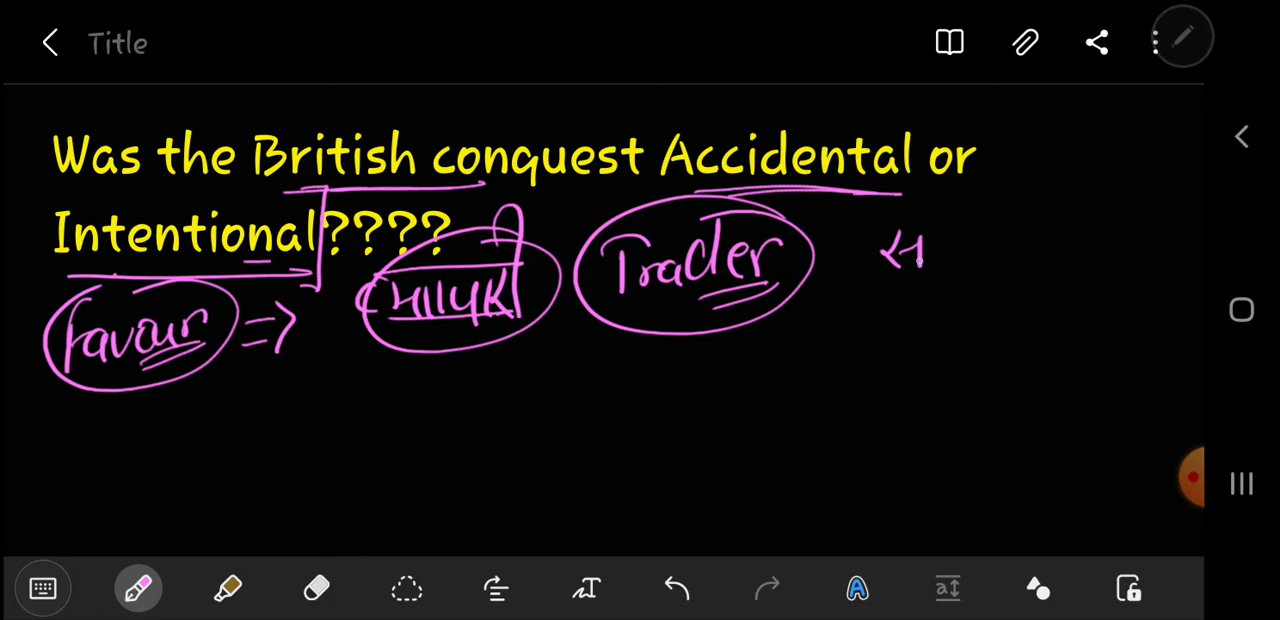 Title
Was the British conquest Accidental or
Intentional????
Trader
Favour =>